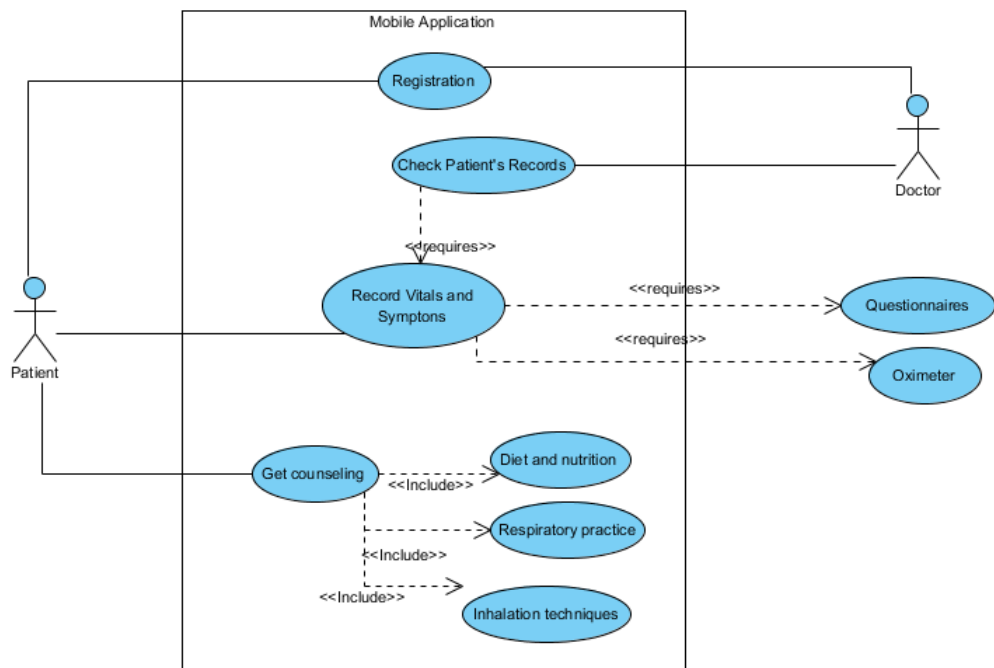 Mobile Application
Registration
Check Patient's Records
Doctor
<<requires>>
Record Vitals and
Symptons
<<requires>>
Questionnaires
<<requires>>
Oximeter
Patient
Get counseling
Diet and nutrition
<<Include>>
Respiratory practice
<<Include>>
<<Include>>
Inhalation techniques